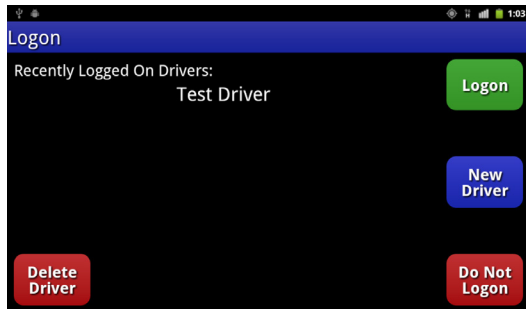 1:03
Logon
Recently Logged On Drivers:
Test Driver
Logon
New
Driver
Delete
Driver
Do Not
Logon